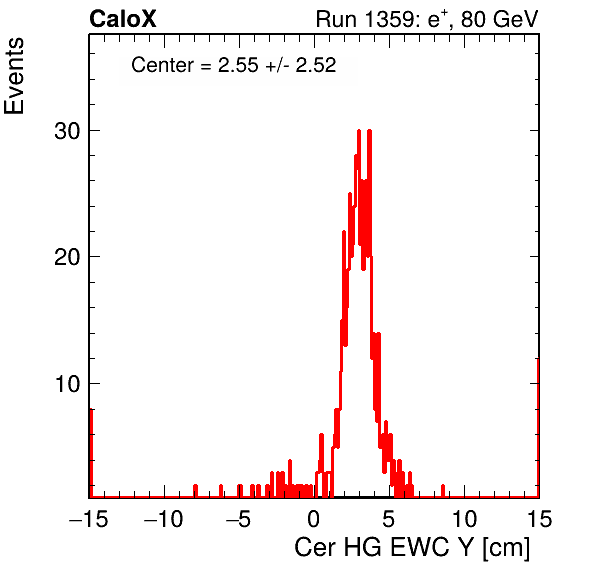 CaloX Run 1359: e+, 80 GeV
Center = 2.55 +/- 2.52
Events
30
20
10
−15 −10 −5 0 5 10 15
Cer HG EWC Y [cm]